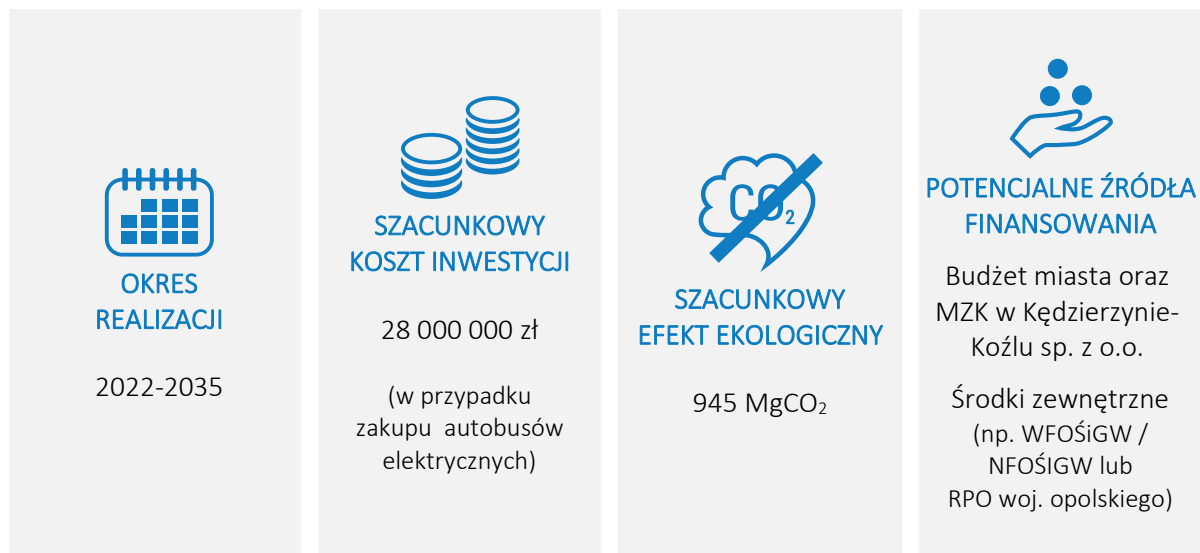 OKRES
REALIZACJI
2022-2035
SZACUNKOWY
KOSZT INWESTYCJI
28 000 000 zł
(w przypadku
zakupu autobusów
elektrycznych)
CO2
SZACUNKOWY
EFEKT EKOLOGICZNY
945 MgCO2
POTENCJALNE ŹRÓDŁA
FINANSOWANIA
Budżet miasta oraz
MZK w Kędzierzynie-
Koźlu sp. z o.o.
Środki zewnętrzne
(np. WFOŚiGW /
NFOŚIGW lub
RPO woj. opolskiego)